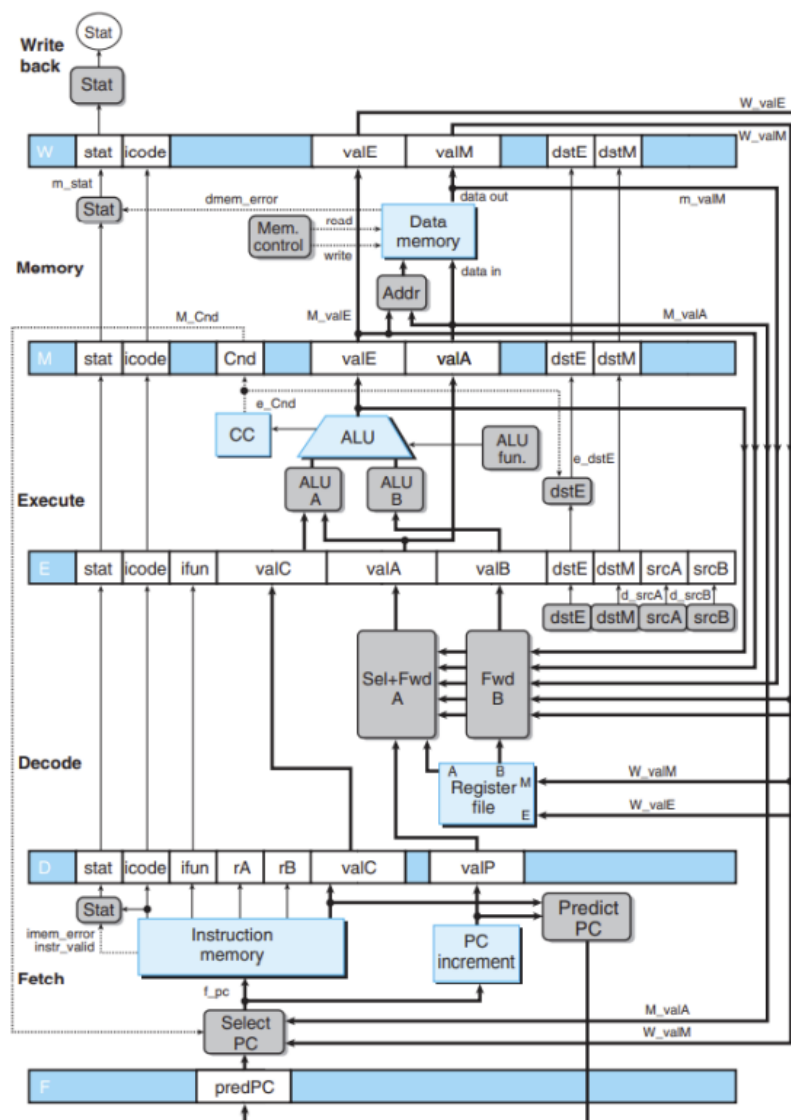 Stat
Write
back
Stat
W_valE
W_valM
W stat icode valE valM dstE dstM
m_stat
data out
m_valM
Stat
dmem_error
read
Mem.
control
write
Data
memory
data in
Memory
Addr
M_Cnd
M_valE
M_valA
M stat icode Cnd valE valA dstE dstM
e_Cnd
CC
ALU
ALU
fun.
e_dstE
ALU
A
ALU
B
dstE
Execute
E stat icode ifun valC valA valB dstE dstM srcA srcB
d_srcA d_srcB
dstE dstM srcA srcB
Sel+Fwd
A
Fwd
B
Decode
A B
Register
file
M
E
W_valM
W_valE
D stat icode ifun rA rB valC valP
Stat
imem_error
instr_valid
Instruction
memory
PC
increment
Predict
PC
Fetch
f_pc
M_valA
Select
PC
W_valM
F predPC